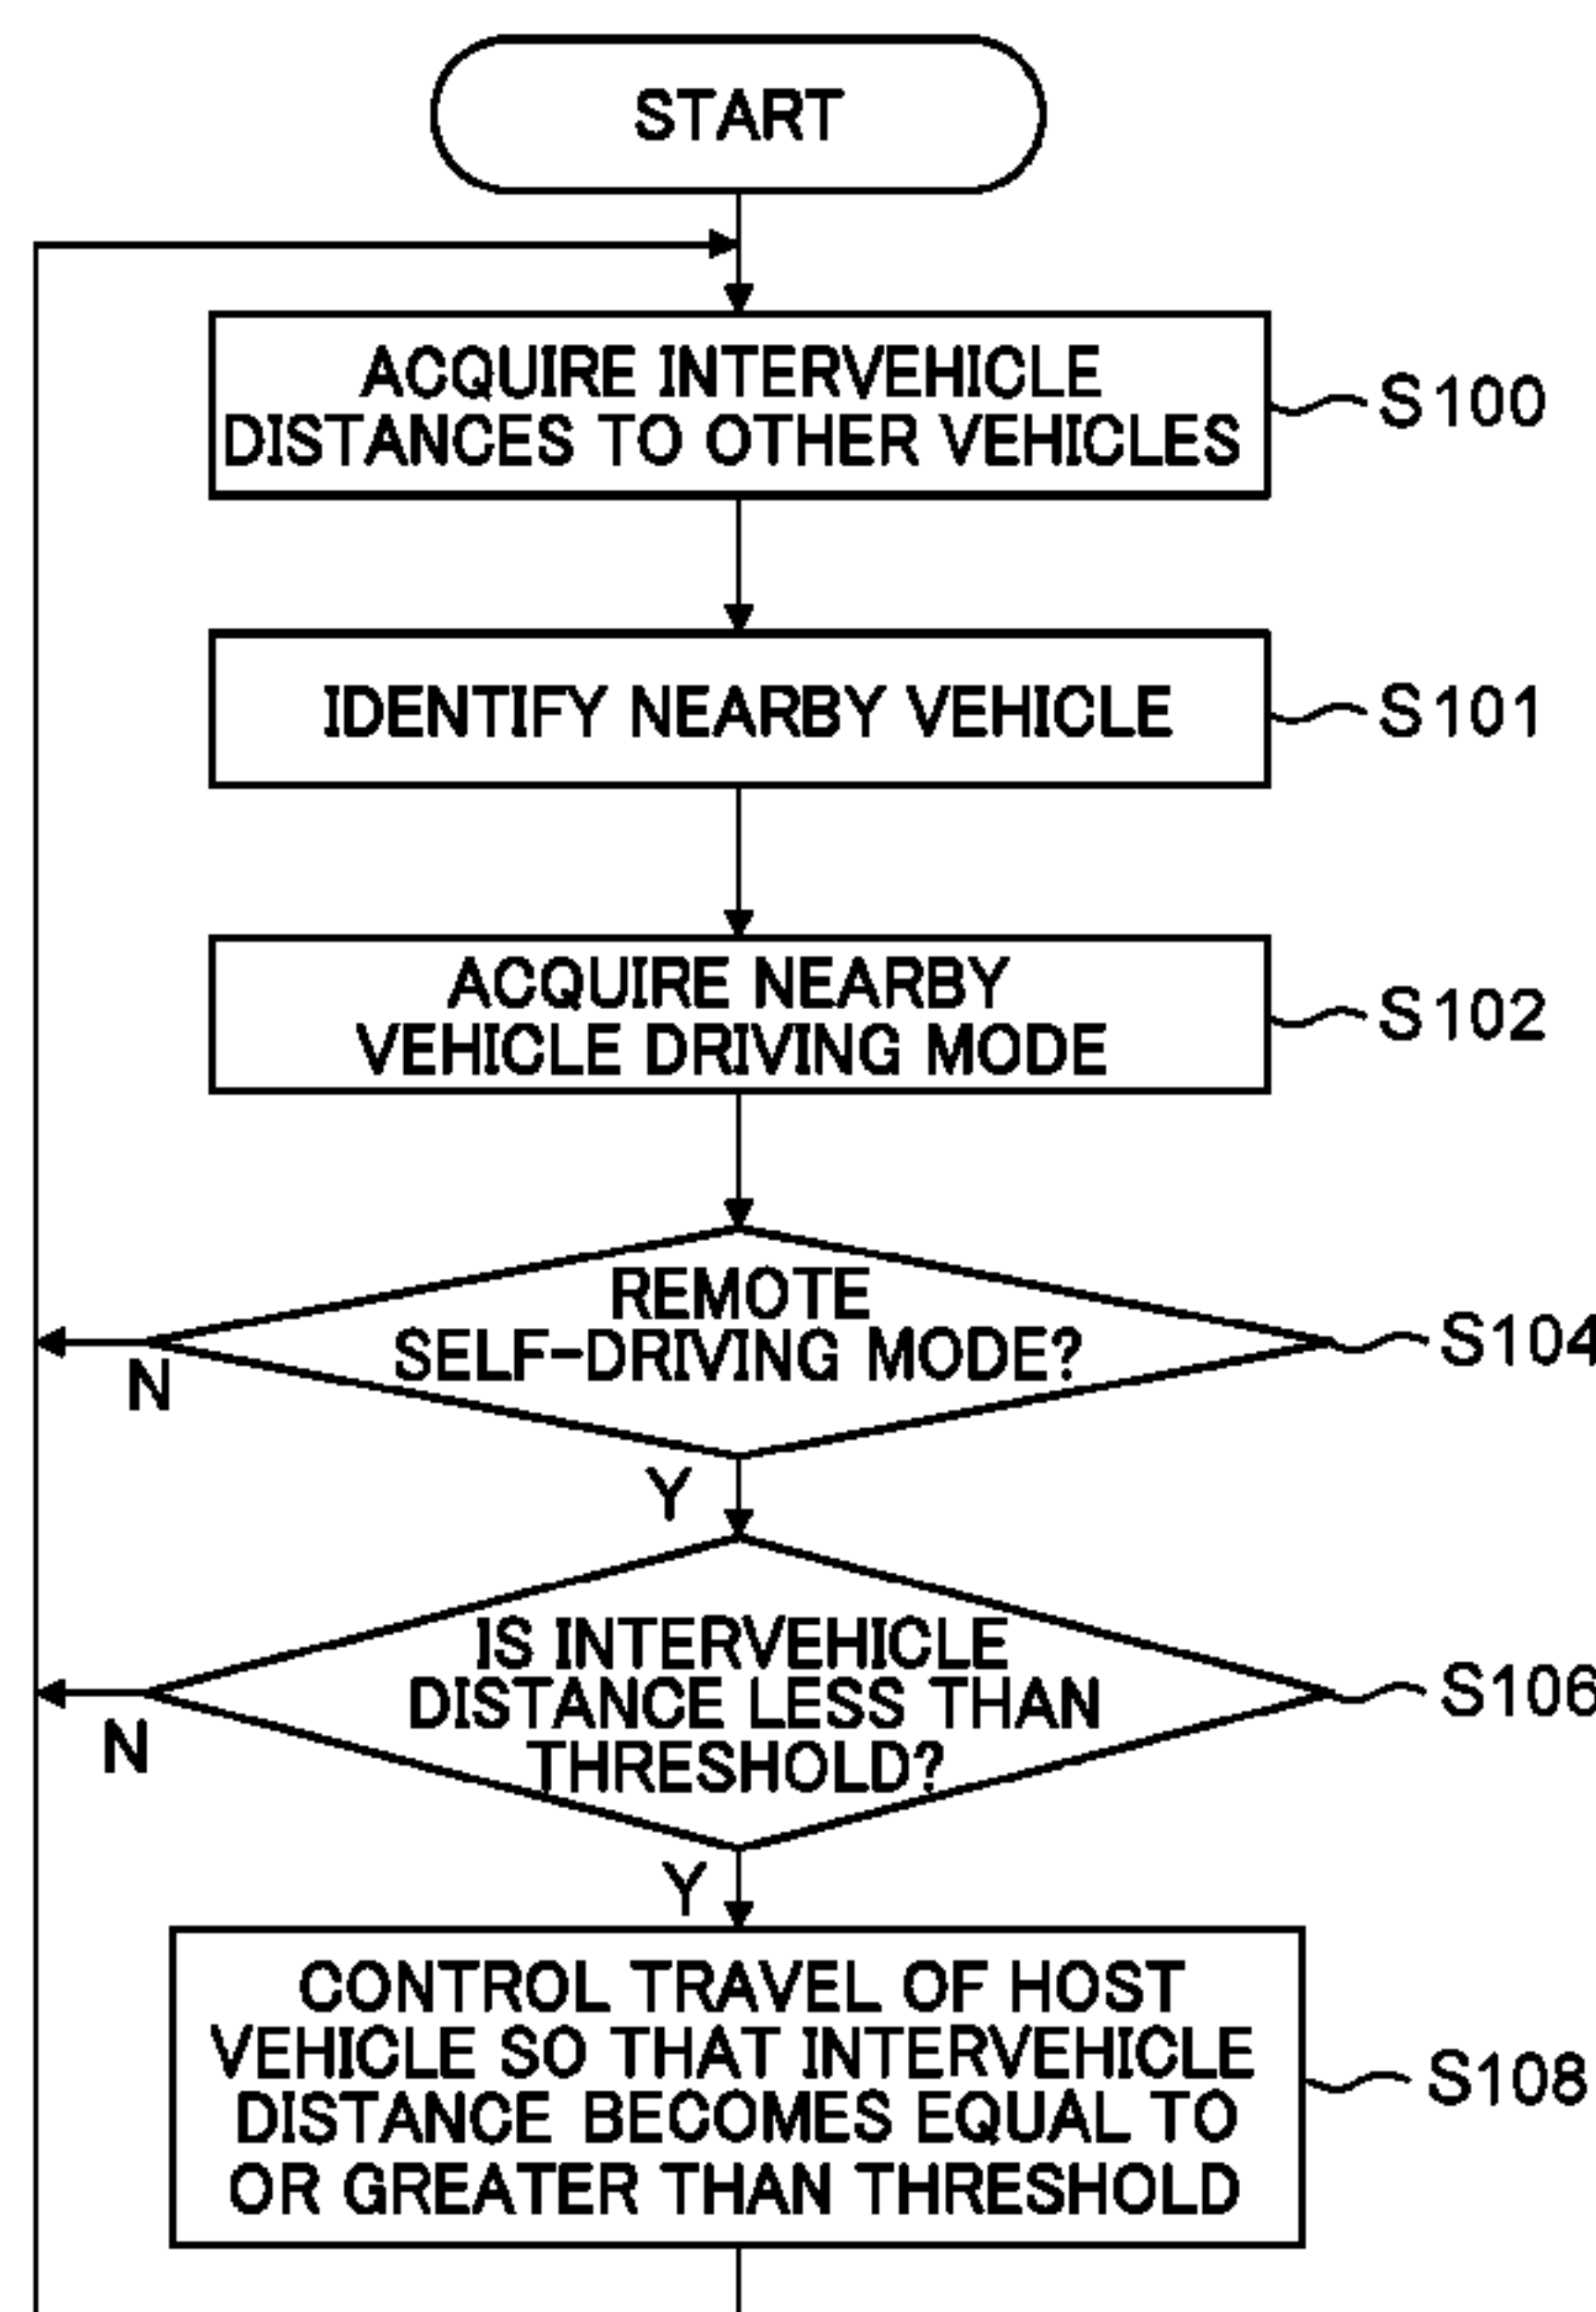 START
ACQUIRE INTERVEHICLE
DISTANCES TO OTHER VEHICLES
S100
IDENTIFY NEARBY VEHICLE
S101
ACQUIRE NEARBY
VEHICLE DRIVING MODE
S102
REMOTE
SELF-DRIVING MODE?
S104
N
Y
IS INTERVEHICLE
DISTANCE LESS THAN
THRESHOLD?
S106
N
Y
CONTROL TRAVEL OF HOST
VEHICLE SO THAT INTERVEHICLE
DISTANCE BECOMES EQUAL TO
OR GREATER THAN THRESHOLD
S108